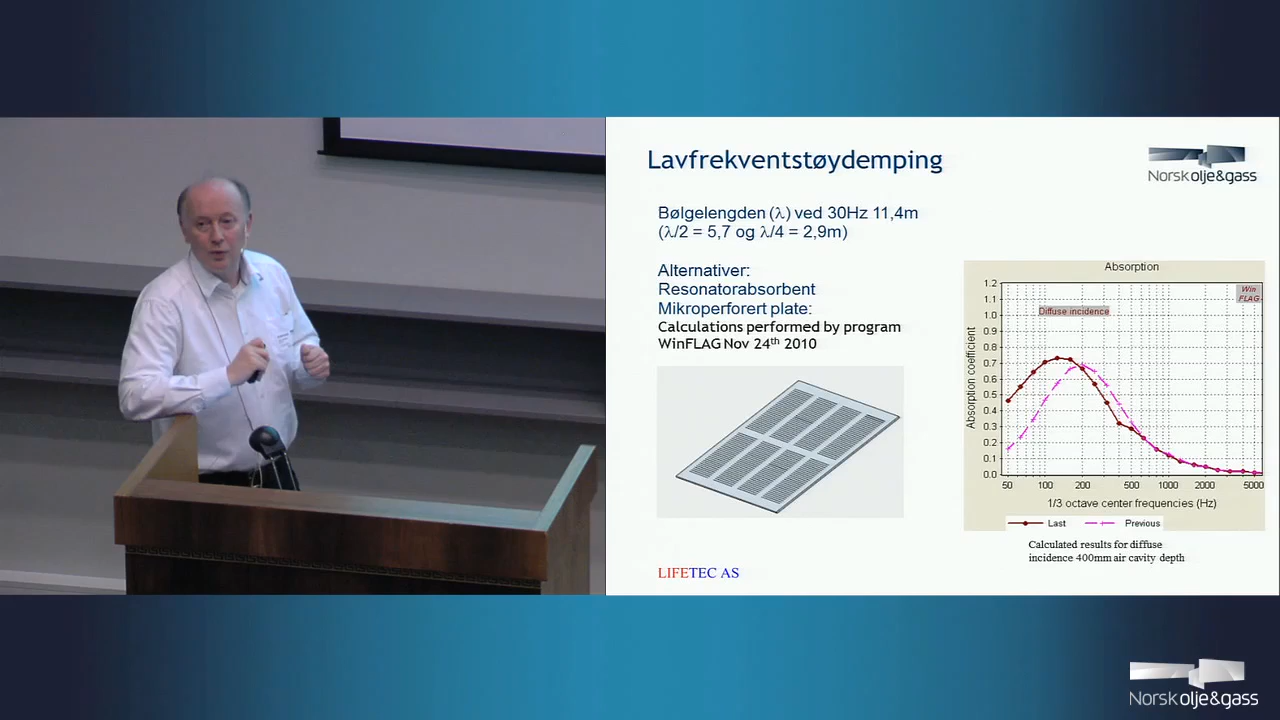 Lavfrekventstøydemping
Norsk olje&gass
Bølgelengden (λ) ved 30Hz 11,4m
(λ/2 = 5,7 og λ/4 = 2,9m)
Alternativer:
Resonatorabsorbent
Mikroperforert plate:
Calculations performed by program
WinFLAG Nov 24th 2010
LIFETEC AS
Absorption
Win
FLAG
Diffuse incidence
Absorption coefficient
1.2
1.1
1.0
0.9
0.8
0.7
0.6
0.5
0.4
0.3
0.2
0.1
0.0
50 100 200 500 1000 2000 5000
1/3 octave center frequencies (Hz)
Last Previous
Calculated results for diffuse
incidence 400mm air cavity depth
Norsk olje&gass